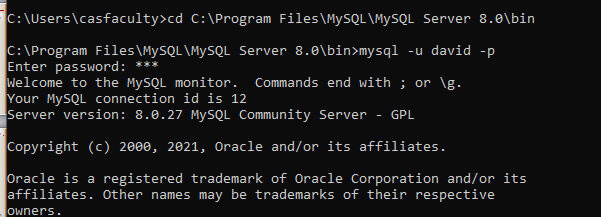 C:\Users\casfaculty>cd C:\Program Files\MySQL\MySQL Server 8.0\bin
C:\Program Files\MySQL\MySQL Server 8.0\bin>mysql -u david -p
Enter password: ***
Welcome to the MySQL monitor.  Commands end with ; or \g.
Your MySQL connection id is 12
Server version: 8.0.27 MySQL Community Server - GPL
Copyright (c) 2000, 2021, Oracle and/or its affiliates.
Oracle is a registered trademark of Oracle Corporation and/or its
affiliates. Other names may be trademarks of their respective
owners.